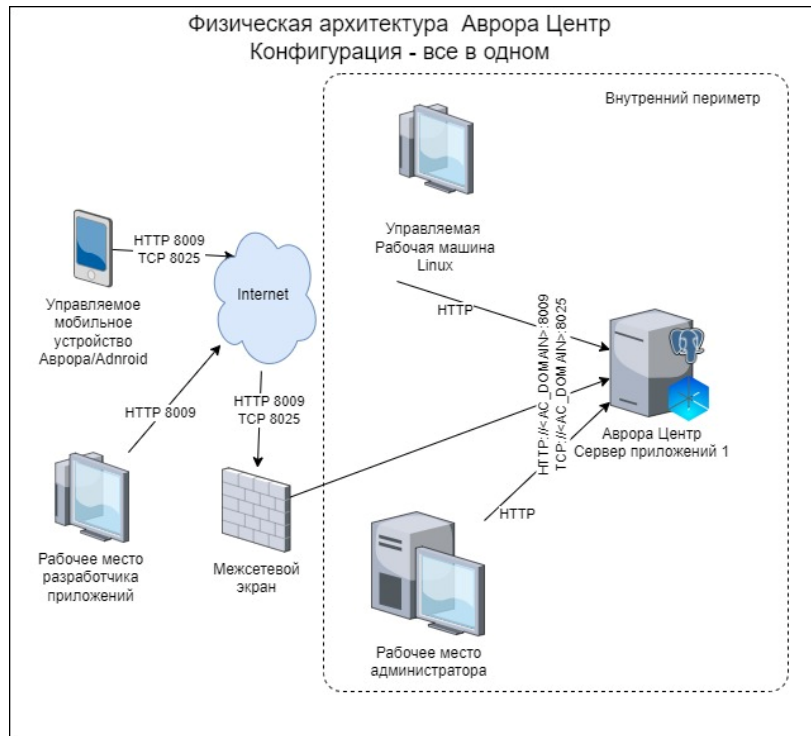 Физическая архитектура Аврора Центр
Конфигурация - все в одном
Внутренний периметр
Управляемая
Рабочая машина
Linux
HTTP 8009
TCP 8025
Internet
Управляемое
мобильное
устройство
Аврора/Adnroid
HTTP
HTTP://<AC_DOMAIN>:8009
TCP://<AC_DOMAIN>:8025
HTTP 8009
HTTP 8009
TCP 8025
Аврора Центр
Сервер приложений 1
HTTP
Рабочее место
разработчика
приложений
Межсетевой
экран
Рабочее место
администратора